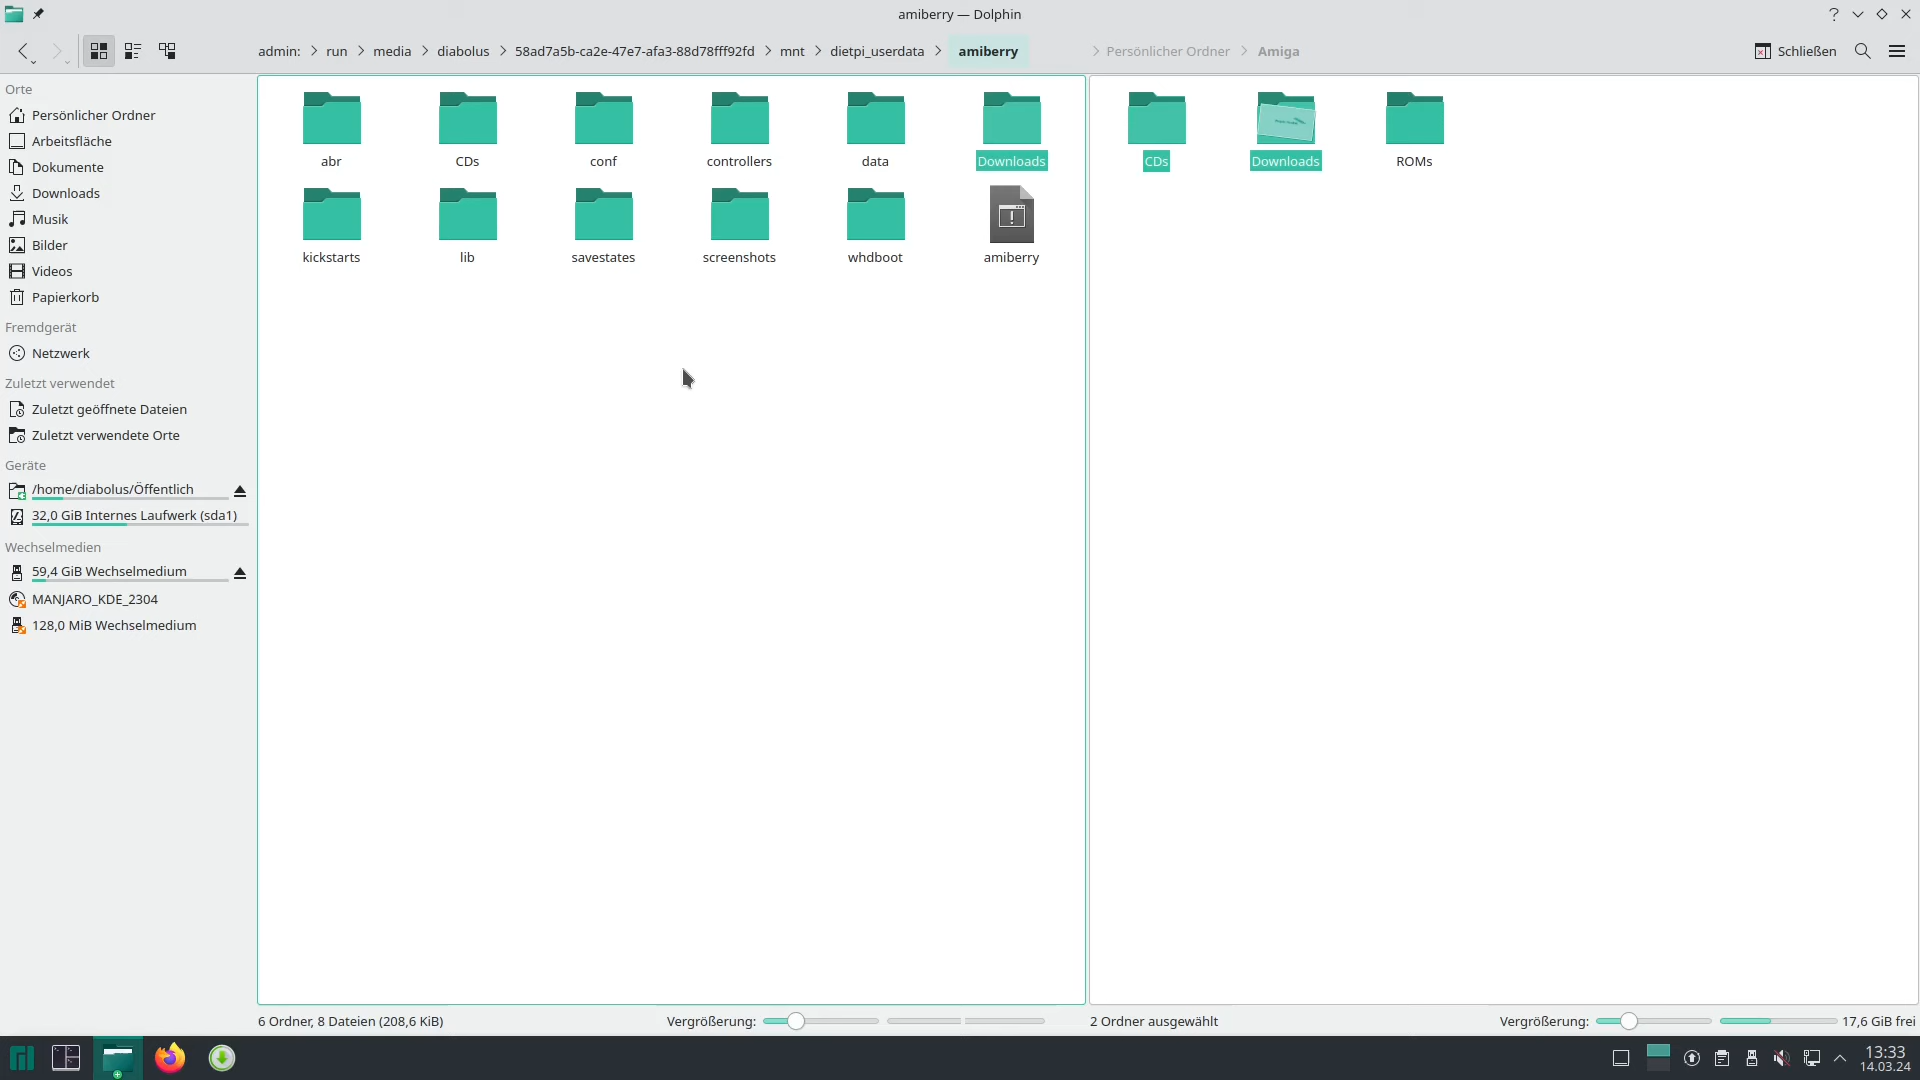 amiberry — Dolphin
admin: run media diabolus 58ad7a5b-ca2e-47e7-afa3-88d78fff92fd mnt dietpi_userdata amiberry
Persönlicher Ordner Amiga
Schließen
Orte
Persönlicher Ordner
Arbeitsfläche
Dokumente
Downloads
Musik
Bilder
Videos
Papierkorb
Fremdgerät
Netzwerk
Zuletzt verwendet
Zuletzt geöffnete Dateien
Zuletzt verwendete Orte
Geräte
/home/diabolus/Öffentlich
32,0 GiB Internes Laufwerk (sda1)
Wechselmedien
59,4 GiB Wechselmedium
MANJARO_KDE_2304
128,0 MiB Wechselmedium
abr CDs conf controllers data Downloads
kickstarts lib savestates screenshots whdboot amiberry
CDs Downloads ROMs
6 Ordner, 8 Dateien (208,6 KiB)
Vergrößerung:
2 Ordner ausgewählt
Vergrößerung:
17,6 GiB frei
13:33
14.03.24